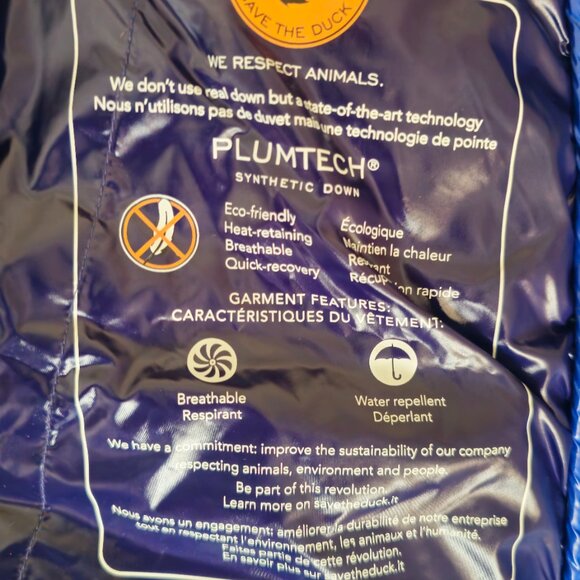 SAVE THE DUCK
WE RESPECT ANIMALS.
We don't use real down but a state-of-the-art technology
Nous n'utilisons pas de duvet mais une technologie de pointe
PLUMTECH®
SYNTHETIC DOWN
Eco-friendly
Heat-retaining
Breathable
Quick-recovery
Écologique
Maintien la chaleur
Récupération rapide
GARMENT FEATURES:
CARACTÉRISTIQUES DU VÊTEMENT:
Breathable
Respirant
Water repellent
Déperlant
We have a commitment: improve the sustainability of our company
respecting animals, environment and people.
Be part of this revolution.
Learn more on savetheduck.it
Nous avons un engagement: améliorer la durabilité de notre entreprise
tout en respectant l'environnement, les animaux et l'humanité.
Faites partie de cette révolution.
En savoir plus sur savetheduck.it